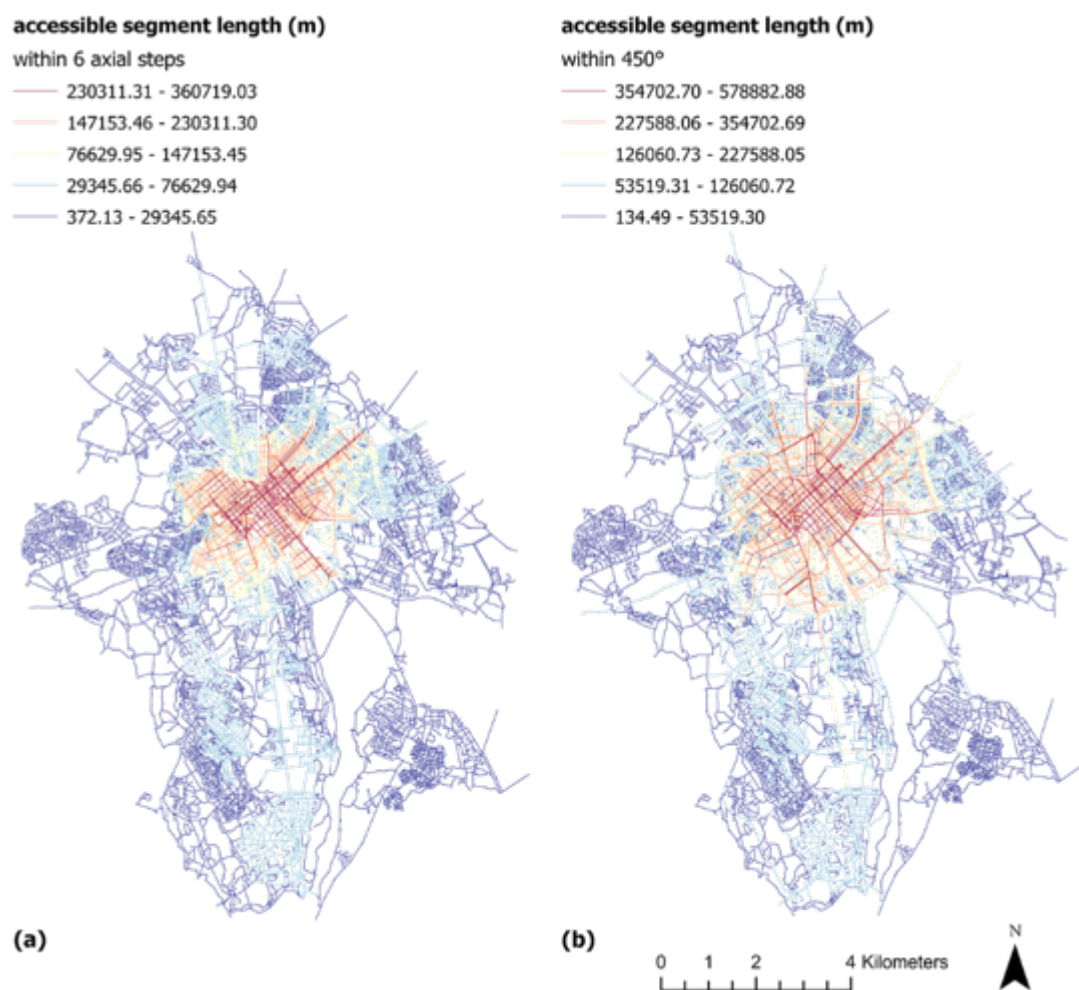 accessible segment length (m)
within 6 axial steps
230311.31 - 360719.03
147153.46 - 230311.30
76629.95 - 147153.45
29345.66 - 76629.94
372.13 - 29345.65
accessible segment length (m)
within 450°
354702.70 - 578882.88
227588.06 - 354702.69
126060.73 - 227588.05
53519.31 - 126060.72
134.49 - 53519.30
(a)
(b)
0 1 2 4 Kilometers
N